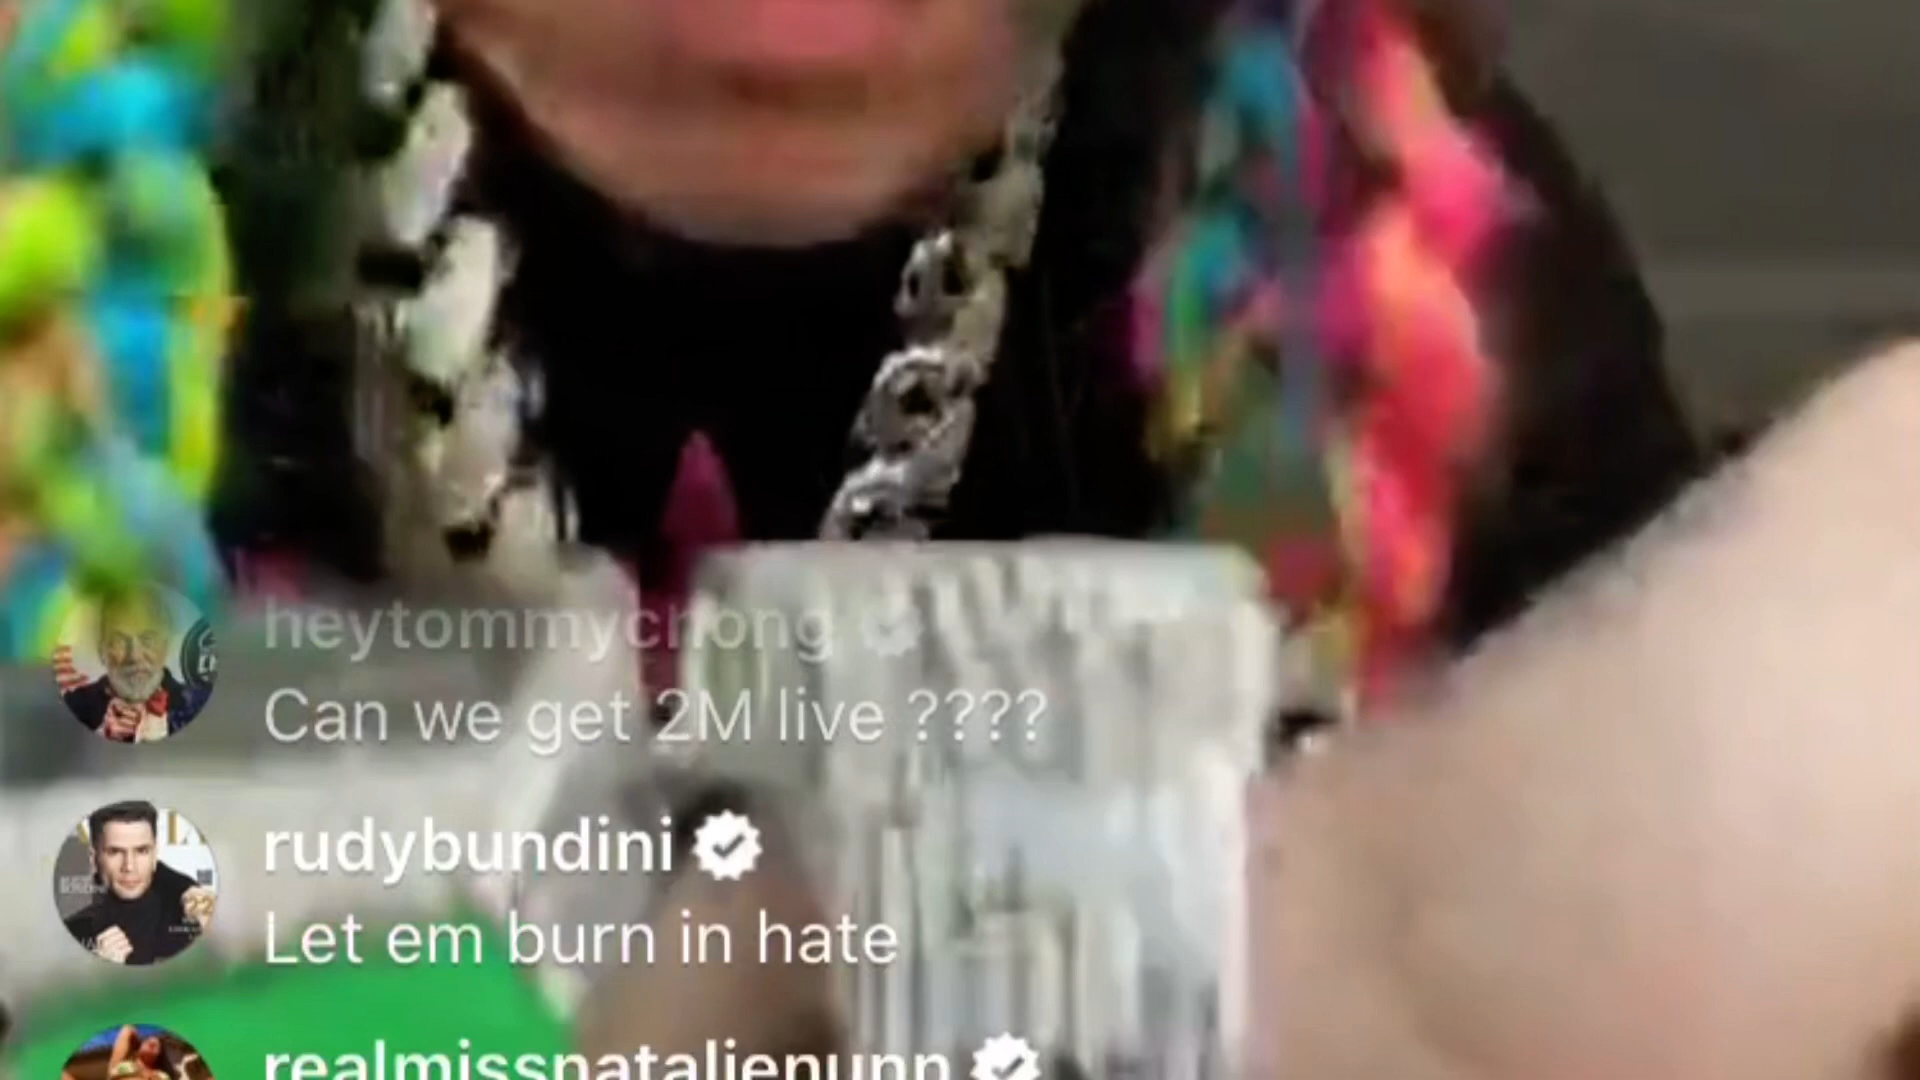 heytommychong
Can we get 2M live ????
rudybundini
Let em burn in hate
realmissnatalienunn